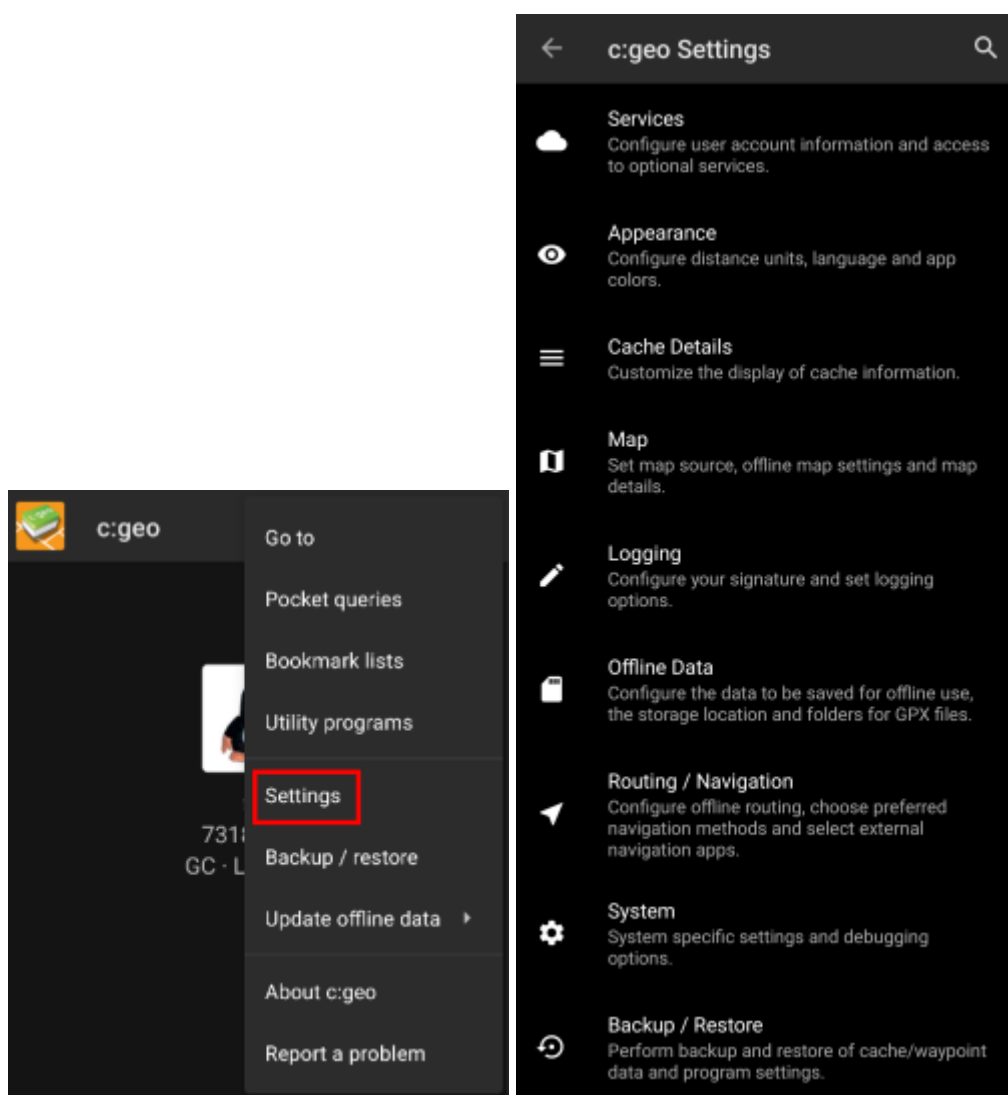 c:geo
Go to
Pocket queries
Bookmark lists
Utility programs
Settings
7318
GC · L
Backup / restore
Update offline data
About c:geo
Report a problem
c:geo Settings
Services
Configure user account information and access
to optional services.
Appearance
Configure distance units, language and app
colors.
Cache Details
Customize the display of cache information.
Map
Set map source, offline map settings and map
details.
Logging
Configure your signature and set logging
options.
Offline Data
Configure the data to be saved for offline use,
the storage location and folders for GPX files.
Routing / Navigation
Configure offline routing, choose preferred
navigation methods and select external
navigation apps.
System
System specific settings and debugging
options.
Backup / Restore
Perform backup and restore of cache/waypoint
data and program settings.